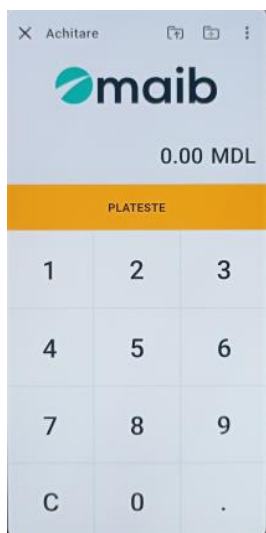 Achitare
maib
0.00 MDL
PLATESTE
1 2 3
4 5 6
7 8 9
C 0 .